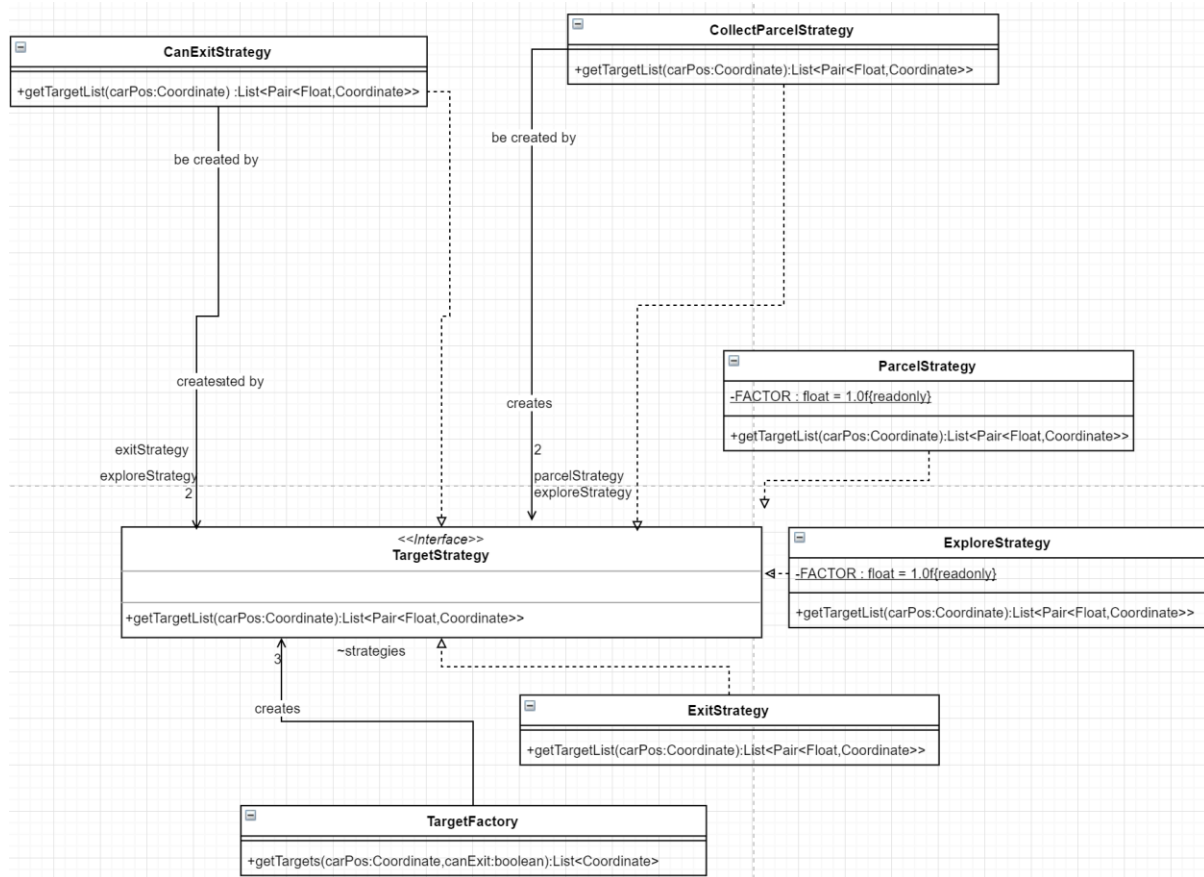 CanExitStrategy
+getTargetList(carPos:Coordinate) :List<Pair<Float,Coordinate>>
be created by
createsated by
exitStrategy
exploreStrategy
2
CollectParcelStrategy
+getTargetList(carPos:Coordinate):List<Pair<Float,Coordinate>>
be created by
creates
2
parcelStrategy
exploreStrategy
ParcelStrategy
-FACTOR : float = 1.0f{readonly}
+getTargetList(carPos:Coordinate):List<Pair<Float,Coordinate>>
<<Interface>>
TargetStrategy
+getTargetList(carPos:Coordinate):List<Pair<Float,Coordinate>>
ExploreStrategy
-FACTOR : float = 1.0f{readonly}
+getTargetList(carPos:Coordinate):List<Pair<Float,Coordinate>>
3
~strategies
creates
ExitStrategy
+getTargetList(carPos:Coordinate):List<Pair<Float,Coordinate>>
TargetFactory
+getTargets(carPos:Coordinate,canExit:boolean):List<Coordinate>